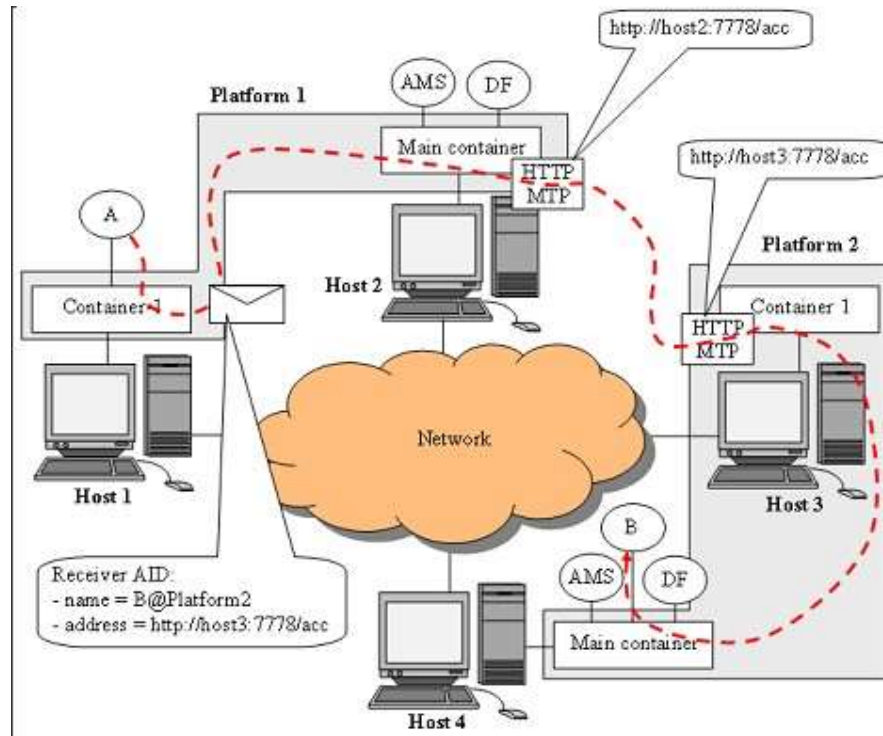 http://host2:7778/acc
AMS
DF
Platform 1
Main container
HTTP
MTP
http://host3:7778/acc
A
Platform 2
Host 2
Container 1
Container 1
HTTP
MTP
Network
Host 1
Host 3
B
Receiver AID:
- name = B@Platform2
- address = http://host3:7778/acc
AMS
DF
Main container
Host 4